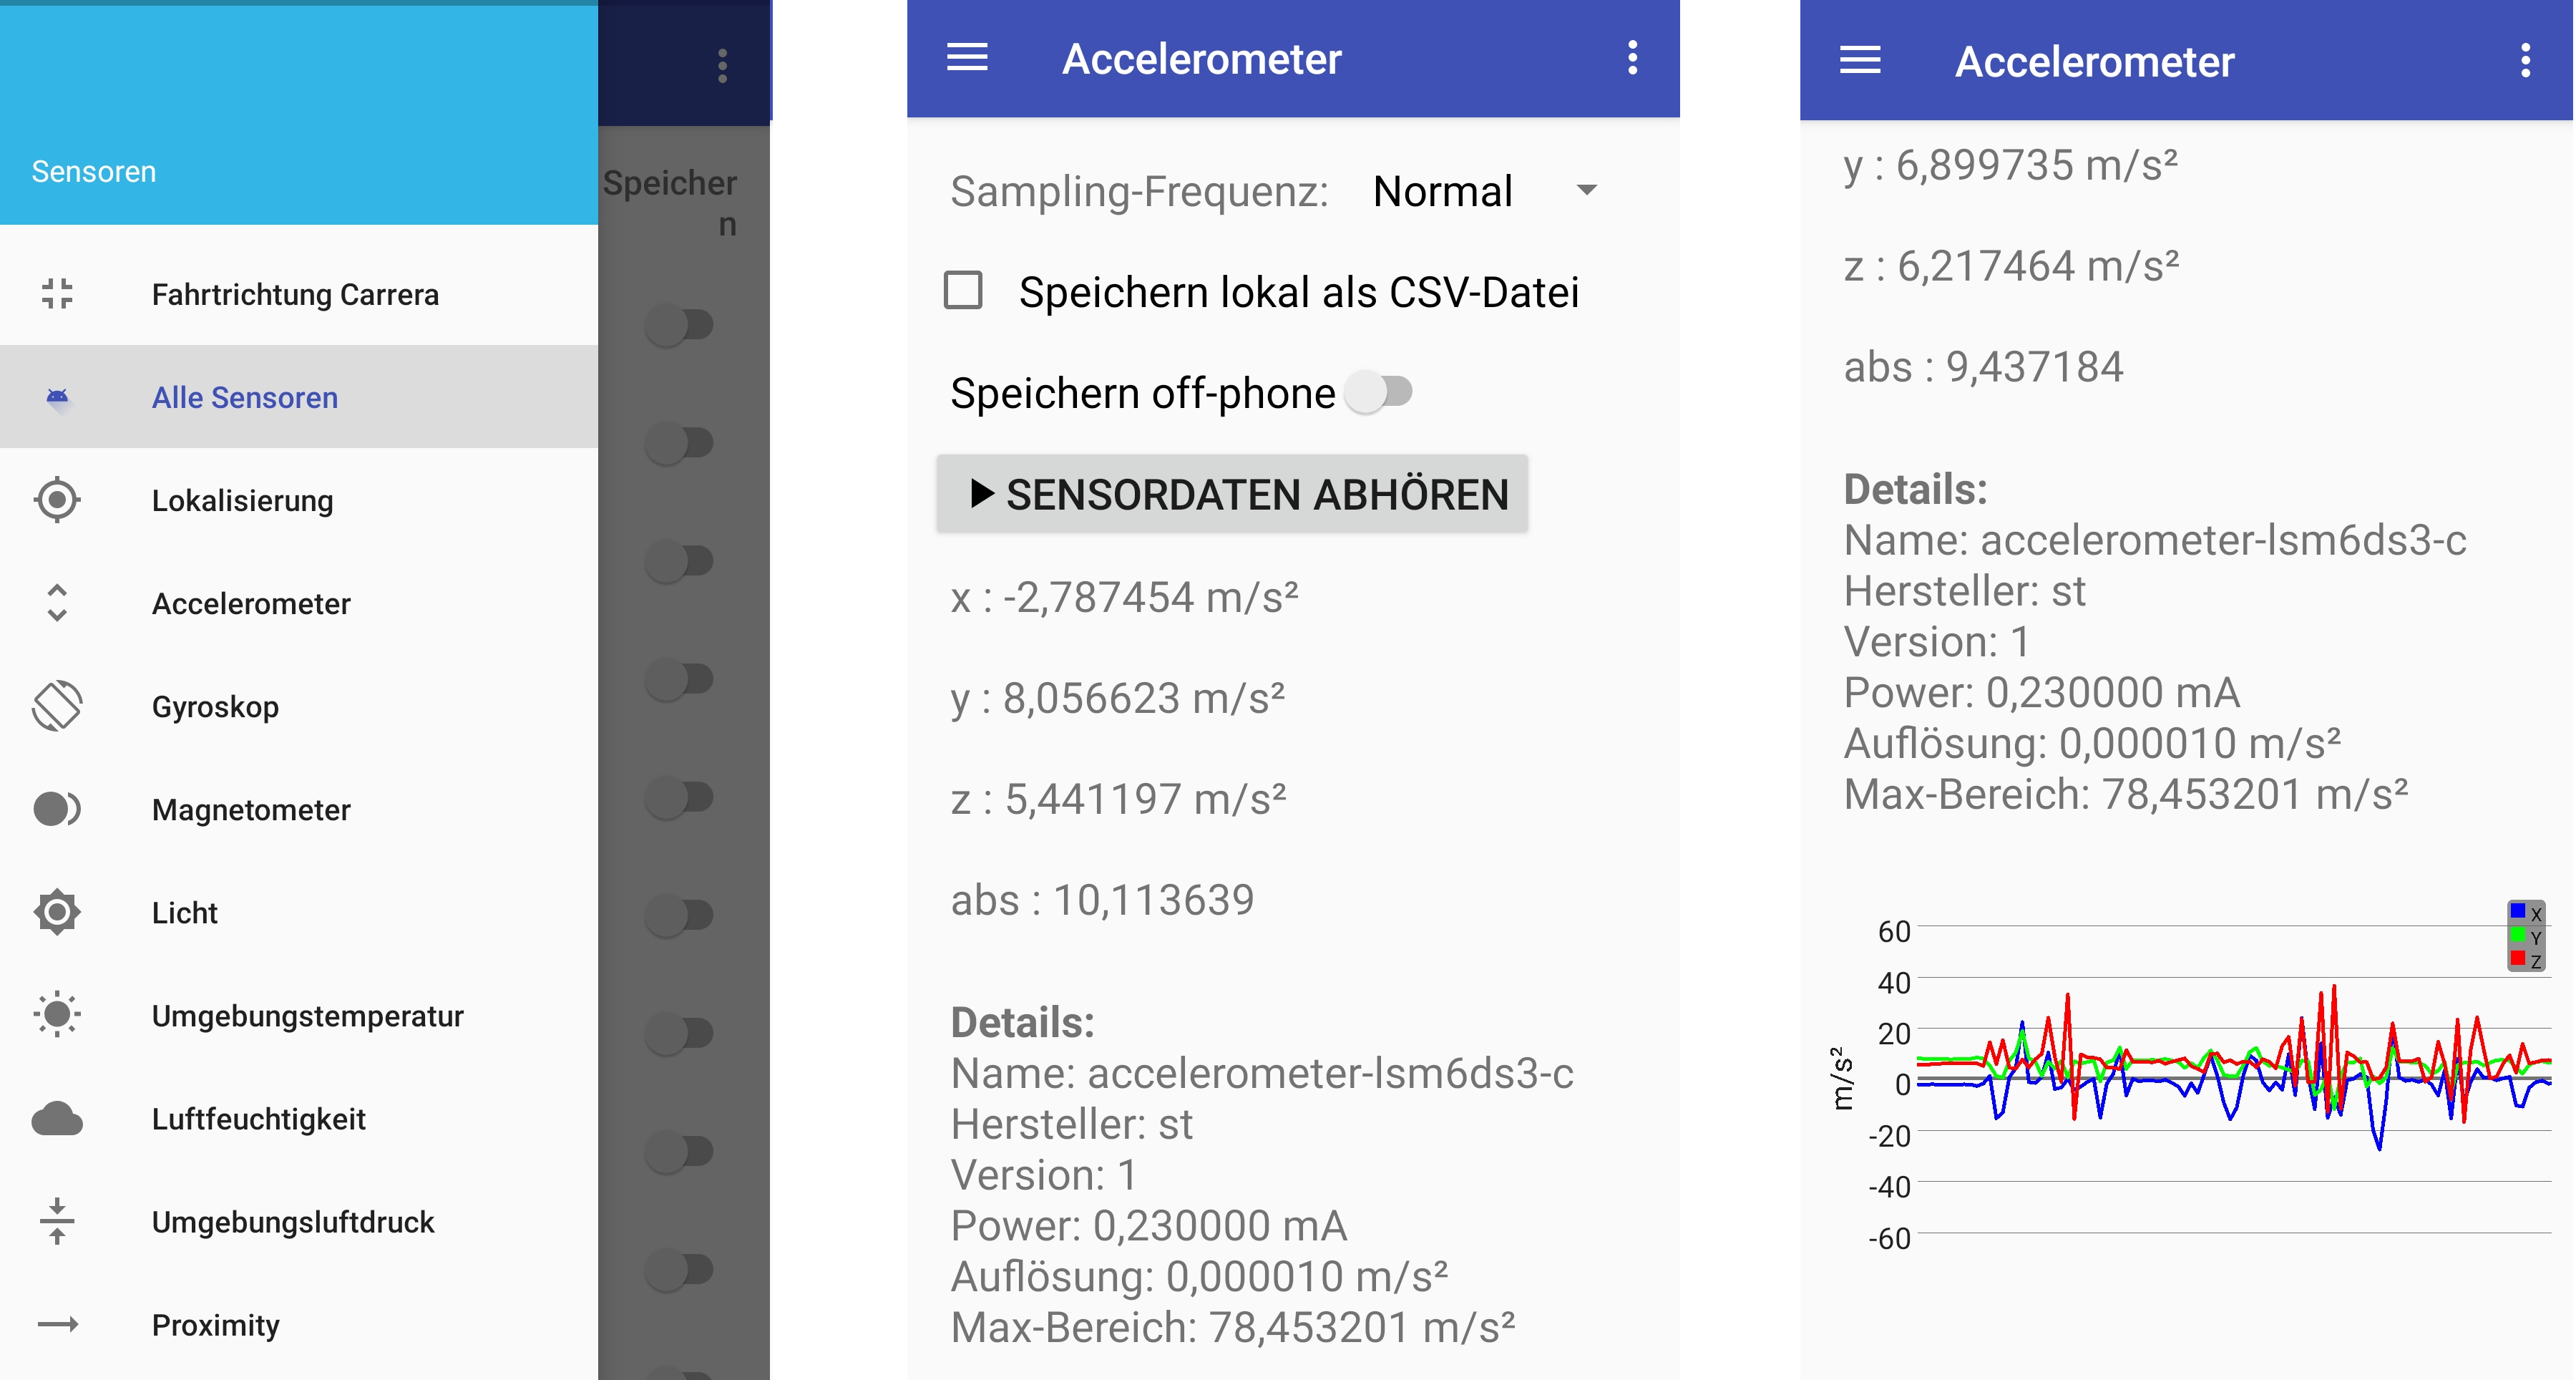 Sensoren
Fahrtrichtung Carrera
Alle Sensoren
Lokalisierung
Accelerometer
Gyroskop
Magnetometer
Licht
Umgebungstemperatur
Luftfeuchtigkeit
Umgebungsluftdruck
Proximity
Speicher
n
Accelerometer
Sampling-Frequenz: Normal
Speichern lokal als CSV-Datei
Speichern off-phone
SENSORDATEN ABHÖREN
x : -2,787454 m/s²
y : 8,056623 m/s²
z : 5,441197 m/s²
abs : 10,113639
Details:
Name: accelerometer-lsm6ds3-c
Hersteller: st
Version: 1
Power: 0,230000 mA
Auflösung: 0,000010 m/s²
Max-Bereich: 78,453201 m/s²
Accelerometer
y : 6,899735 m/s²
z : 6,217464 m/s²
abs : 9,437184
Details:
Name: accelerometer-lsm6ds3-c
Hersteller: st
Version: 1
Power: 0,230000 mA
Auflösung: 0,000010 m/s²
Max-Bereich: 78,453201 m/s²
X
Y
Z
60
40
20
0
-20
-40
-60
m/s²